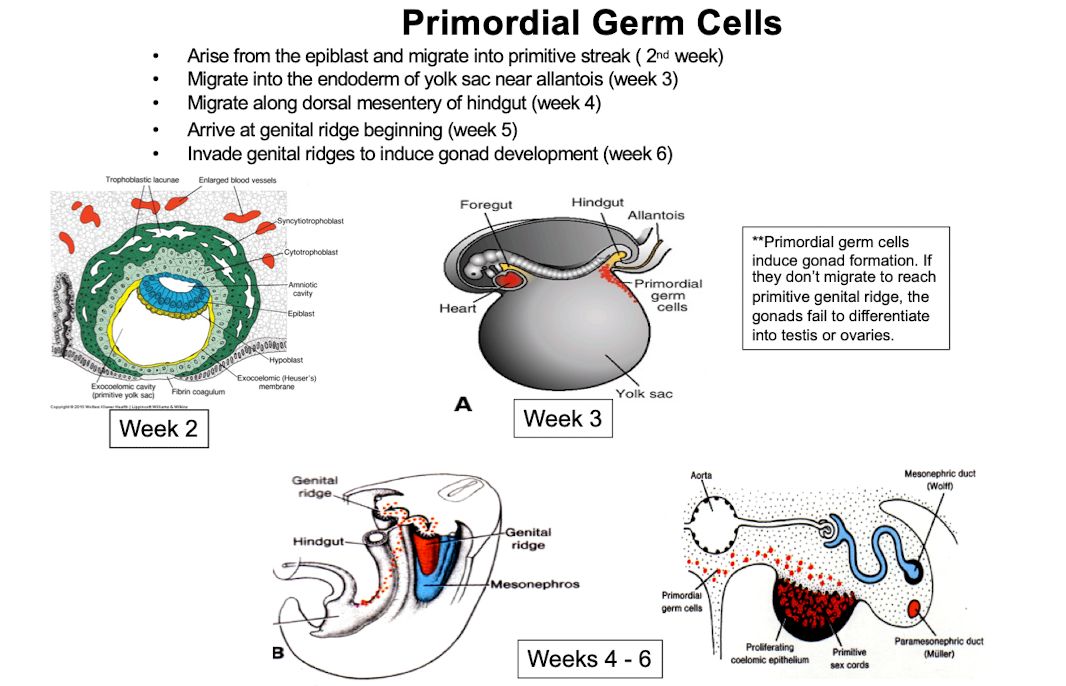 Primordial Germ Cells
• Arise from the epiblast and migrate into primitive streak ( 2nd week)
• Migrate into the endoderm of yolk sac near allantois (week 3)
• Migrate along dorsal mesentery of hindgut (week 4)
• Arrive at genital ridge beginning (week 5)
• Invade genital ridges to induce gonad development (week 6)
Trophoblastic lacunae
Enlarged blood vessels
Syncytiotrophoblast
Cytotrophoblast
Amniotic
cavity
Epiblast
Hypoblast
Exocoelomic (Heuser's)
membrane
Fibrin coagulum
Exocoelomic cavity
(primitive yolk sac)
Copyright © 2010 Wolters Kluwer Health | Lippincott Williams & Wilkins
Week 2
Foregut
Hindgut
Allantois
Heart
Primordial
germ
cells
Yolk sac
A
Week 3
**Primordial germ cells
induce gonad formation. If
they don't migrate to reach
primitive genital ridge, the
gonads fail to differentiate
into testis or ovaries.
Genital
ridge
Hindgut
Genital
ridge
Mesonephros
B
Weeks 4 - 6
Aorta
Mesonephric duct
(Wolff)
Primordial
germ cells
Proliferating
coelomic epithelium
Primitive
sex cords
Paramesonephric duct
(Müller)